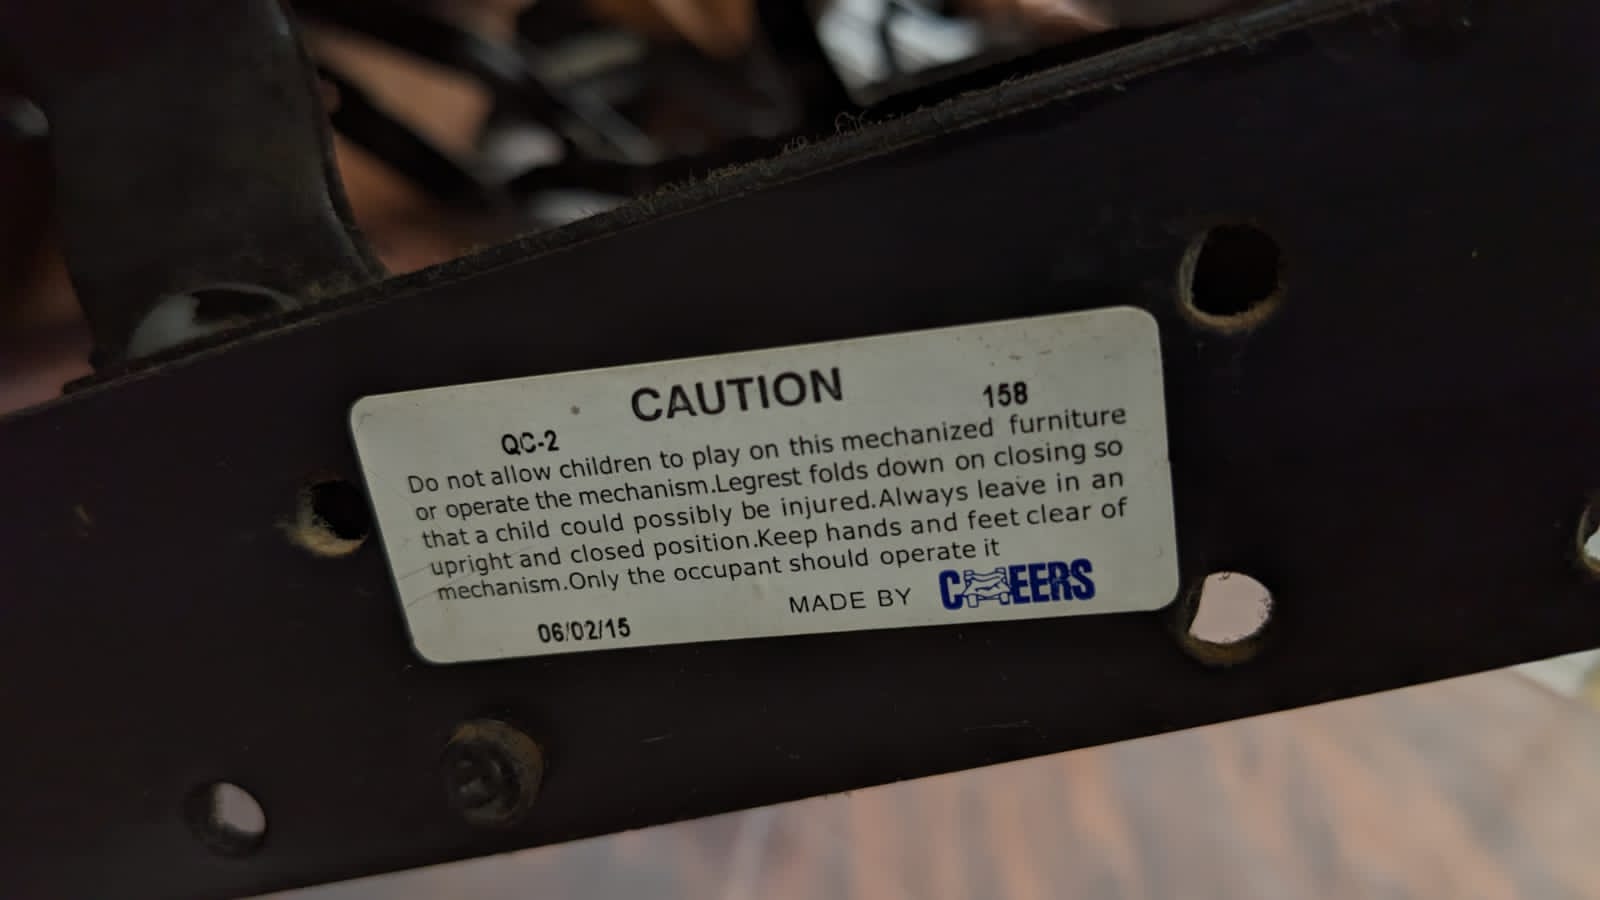 CAUTION
158
QC-2
Do not allow children to play on this mechanized furniture
or operate the mechanism.Legrest folds down on closing so
that a child could possibly be injured.Always leave in an
upright and closed position.Keep hands and feet clear of
mechanism.Only the occupant should operate it
MADE BY CHEERS
06/02/15